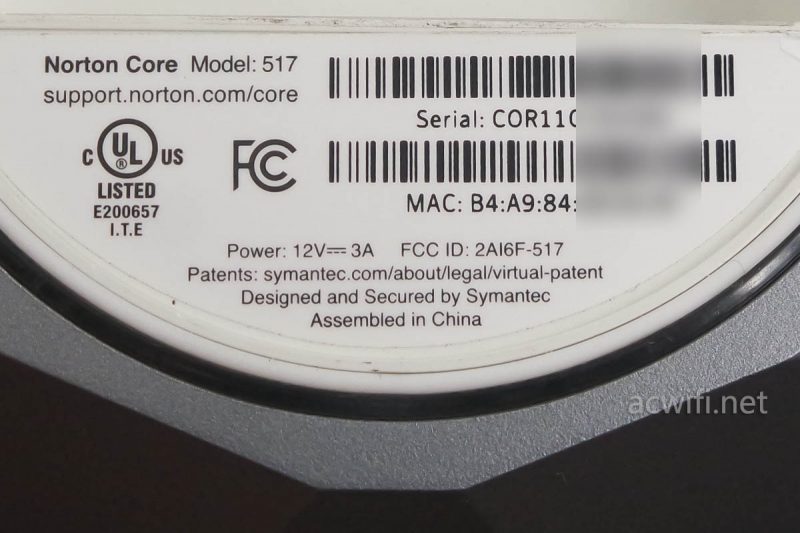 Norton Core Model: 517
support.norton.com/core
Serial: COR11
MAC: B4:A9:84:
C UL ® US
LISTED
E200657
I.T.E
FC
Power: 12V⎓3A FCC ID: 2AI6F-517
Patents: symantec.com/about/legal/virtual-patent
Designed and Secured by Symantec
Assembled in China
acwifi.net